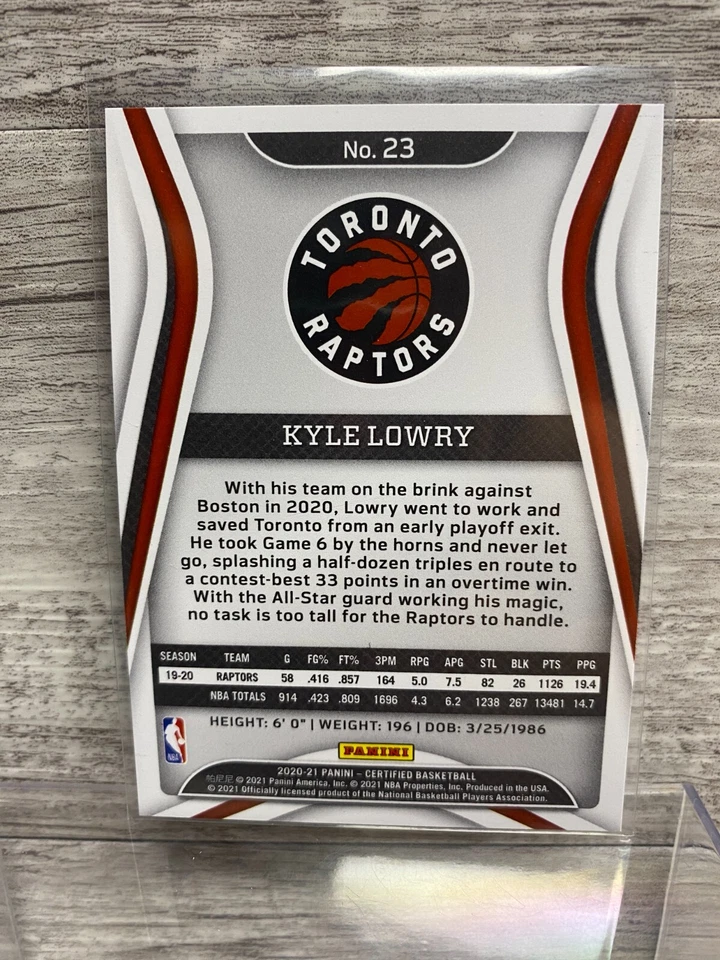 No. 23
TORONTO
RAPTORS
KYLE LOWRY
With his team on the brink against
Boston in 2020, Lowry went to work and
saved Toronto from an early playoff exit.
He took Game 6 by the horns and never let
go, splashing a half-dozen triples en route to
a contest-best 33 points in an overtime win.
With the All-Star guard working his magic,
no task is too tall for the Raptors to handle.
SEASON TEAM G FG% FT% 3PM RPG APG STL BLK PTS PPG
19-20 RAPTORS 58 .416 .857 164 5.0 7.5 82 26 1126 19.4
NBA TOTALS 914 .423 .809 1696 4.3 6.2 1238 267 13481 14.7
HEIGHT: 6' 0" | WEIGHT: 196 | DOB: 3/25/1986
PANINI
2020-21 PANINI – CERTIFIED BASKETBALL
帕尼尼 © 2021 Panini America, Inc. © 2021 NBA Properties, Inc. Produced in the USA.
© 2021 Officially licensed product of the National Basketball Players Association.